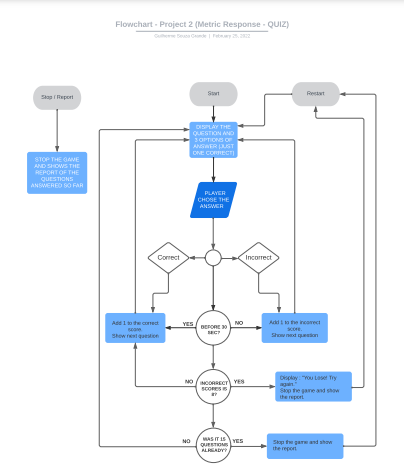 Flowchart - Project 2 (Metric Response - QUIZ)
Guilherme Sousa Grande | February 25, 2022
Stop / Report
Start
Restart
DISPLAY THE
QUESTION AND
3 OPTIONS OF
ANSWER (JUST
ONE CORRECT)
STOP THE GAME
AND SHOWS THE
REPORT OF THE
QUESTIONS
ANSWERED SO FAR
PLAYER
CHOSE THE
ANSWER
Correct
Incorrect
Add 1 to the correct
score.
Show next question
YES
BEFORE 30
SEC?
NO
Add 1 to the incorrect
score.
Show next question
NO
INCORRECT
SCORES IS
YES
Display : "You Lose! Try
again."
Stop the game and show
the report.
NO
WAS IT 15
QUESTIONS
ALREADY?
YES
Stop the game and show
the report.